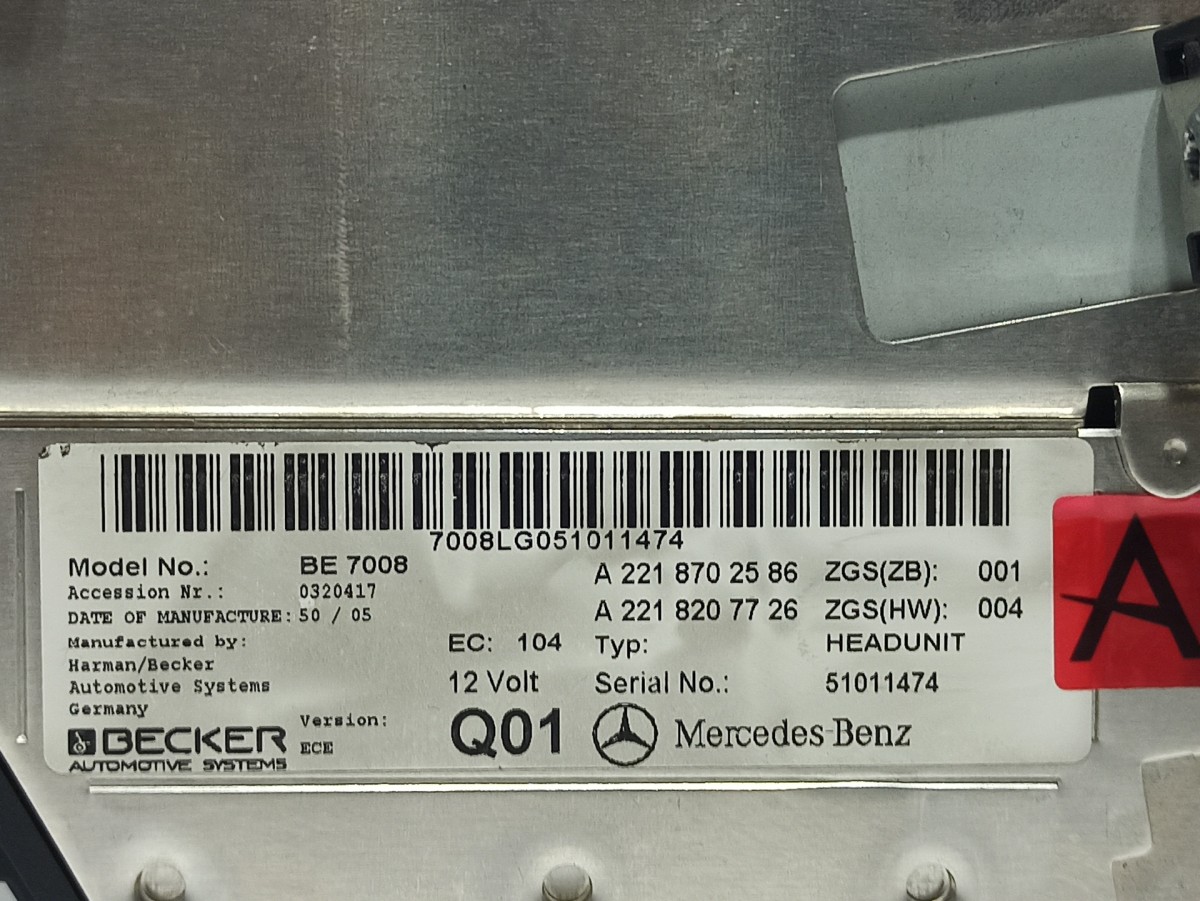 7008LG051011474
Model No.: BE 7008
Accession Nr.: 0320417
DATE OF MANUFACTURE: 50 / 05
Manufactured by:
Harman/Becker
Automotive Systems
Germany
BECKER
AUTOMOTIVE SYSTEMS
Version:
ECE
EC: 104
12 Volt
Q01
A 221 870 25 86 ZGS(ZB): 001
A 221 820 77 26 ZGS(HW): 004
Typ: HEADUNIT
Serial No.: 51011474
Mercedes-Benz
A